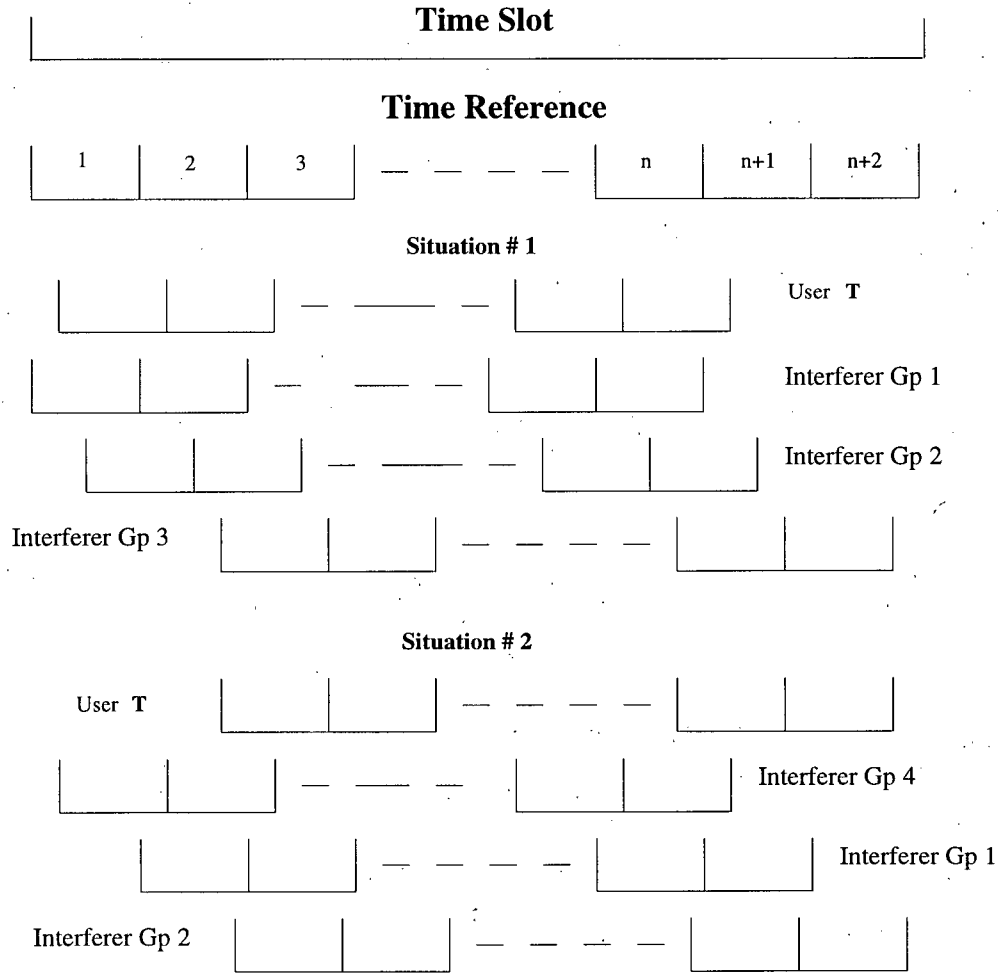 Time Slot
Time Reference
1 2 3 n n+1 n+2
Situation # 1
User T
Interferer Gp 1
Interferer Gp 2
Interferer Gp 3
Situation # 2
User T
Interferer Gp 4
Interferer Gp 1
Interferer Gp 2